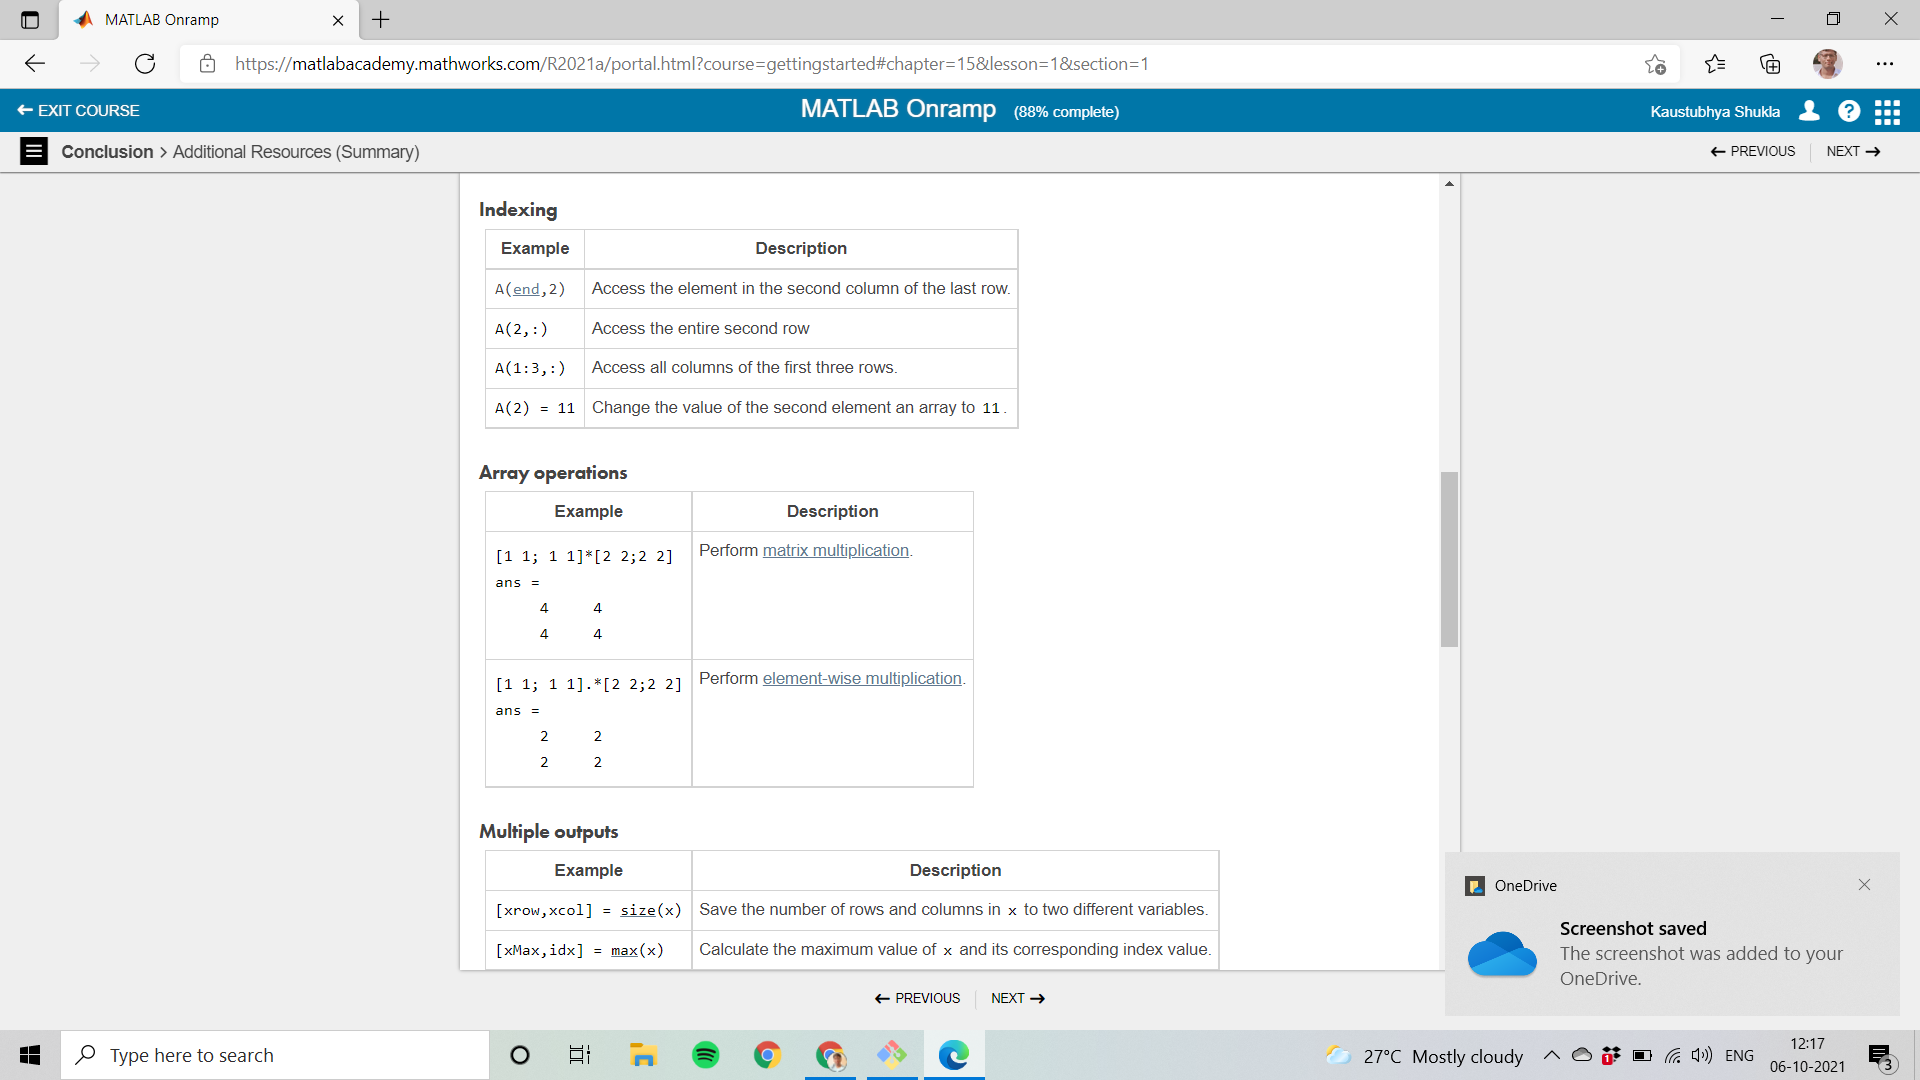 MATLAB Onramp
https://matlabacademy.mathworks.com/R2021a/portal.html?course=gettingstarted#chapter=15&lesson=1&section=1
EXIT COURSE
MATLAB Onramp (88% complete)
Kaustubhya Shukla
Conclusion > Additional Resources (Summary)
PREVIOUS
NEXT
Indexing
Example Description
A(end,2) Access the element in the second column of the last row.
A(2,:) Access the entire second row
A(1:3,:) Access all columns of the first three rows.
A(2) = 11 Change the value of the second element an array to 11.
Array operations
Example Description
[1 1; 1 1]*[2 2;2 2] Perform matrix multiplication.
ans =
4 4
4 4
[1 1; 1 1].*[2 2;2 2] Perform element-wise multiplication.
ans =
2 2
2 2
Multiple outputs
Example Description
[xrow,xcol] = size(x) Save the number of rows and columns in x to two different variables.
[xMax,idx] = max(x) Calculate the maximum value of x and its corresponding index value.
PREVIOUS
NEXT
OneDrive
Screenshot saved
The screenshot was added to your
OneDrive.
Type here to search
27°C Mostly cloudy
1
ENG
12:17
06-10-2021
3